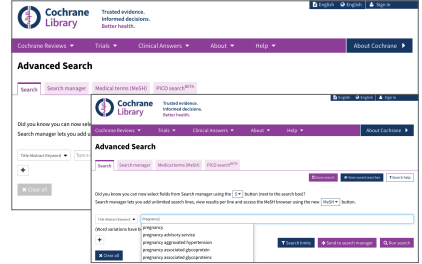 English English Sign In
Cochrane Library
Trusted evidence.
Informed decisions.
Better health.
Cochrane Reviews Trials Clinical Answers About Help About Cochrane
Advanced Search
Search Search manager Medical terms (MeSH) PICO search BETA
Did you know you can now sel
Search manager lets you add u
Title Abstract Keyword
Clear all
English English Sign In
Cochrane Library
Trusted evidence.
Informed decisions.
Better health.
Cochrane Reviews Trials Clinical Answers About Help About Cochrane
Advanced Search
Search Search manager Medical terms (MeSH) PICO search BETA
Save search View saved searches Search help
Did you know you can now select fields from Search manager using the S button (next to the search box)?
Search manager lets you add unlimited search lines, view results per line and access the MeSH browser using the new MeSH button.
Title Abstract Keyword Pregnancy
(Word variations have b
pregnancy
pregnancy advisory service
pregnancy aggravated hypertension
pregnancy associated glycoprotein
pregnancy associated glycoproteins
Clear all
Search limits Send to search manager Run search